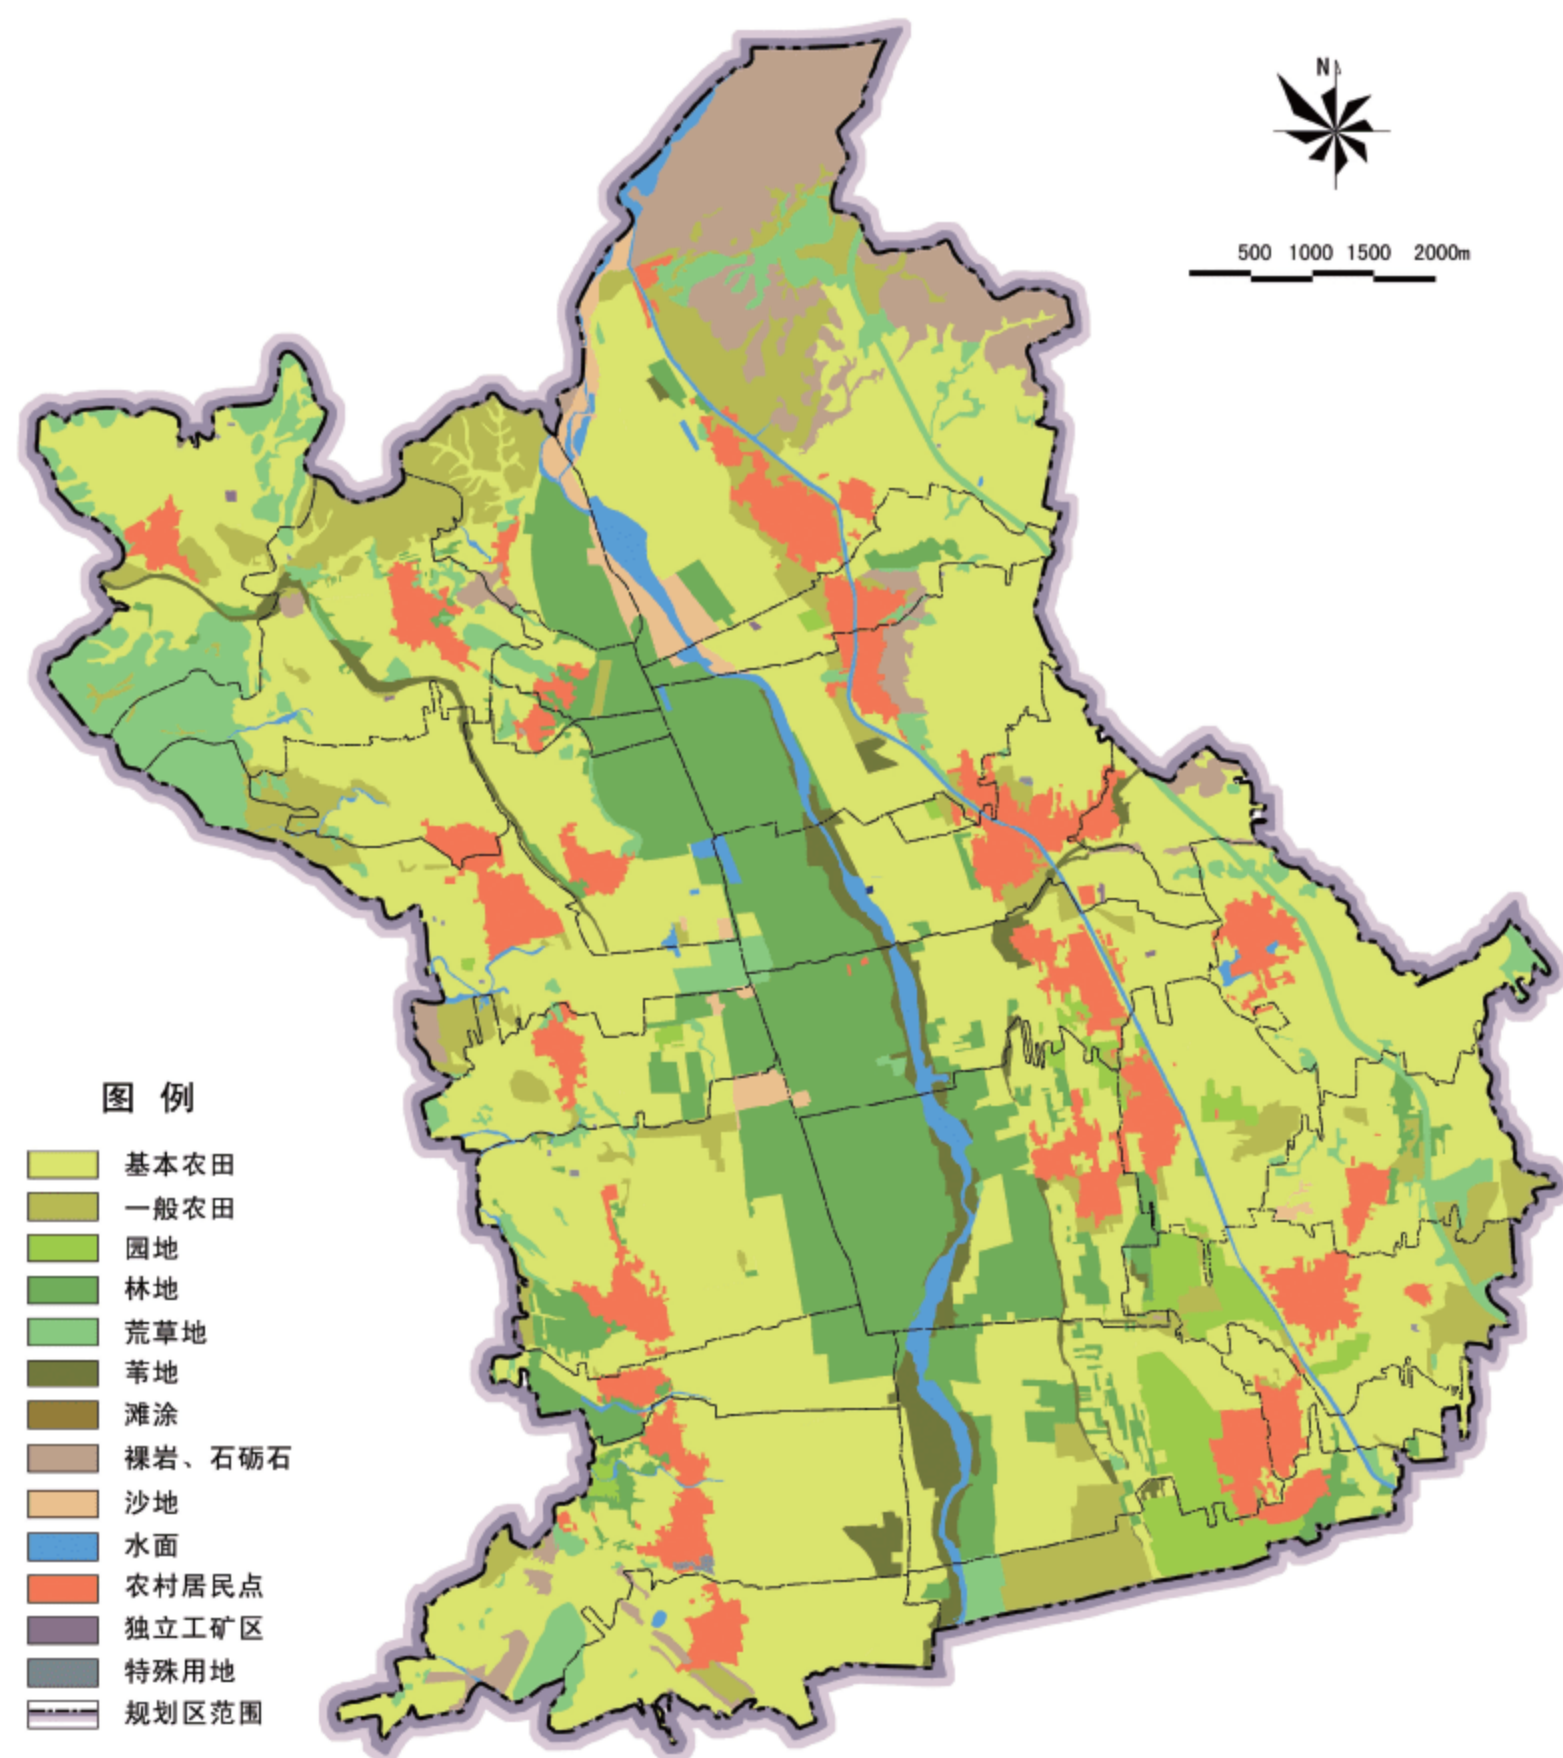 N
500 1000 1500 2000m
图 例
基本农田
一般农田
园地
林地
荒草地
苇地
滩涂
裸岩、石砺石
沙地
水面
农村居民点
独立工矿区
特殊用地
规划区范围